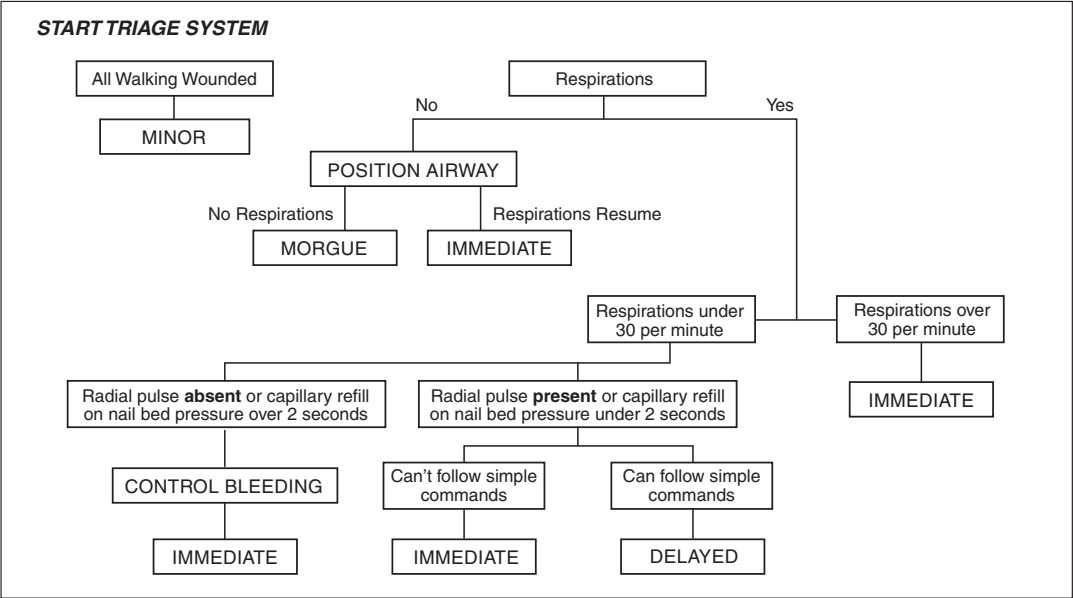 START TRIAGE SYSTEM
All Walking Wounded
MINOR
Respirations
No
Yes
POSITION AIRWAY
No Respirations
Respirations Resume
MORGUE
IMMEDIATE
Respirations under
30 per minute
Respirations over
30 per minute
IMMEDIATE
Radial pulse absent or capillary refill
on nail bed pressure over 2 seconds
Radial pulse present or capillary refill
on nail bed pressure under 2 seconds
CONTROL BLEEDING
IMMEDIATE
Can't follow simple
commands
Can follow simple
commands
IMMEDIATE
DELAYED